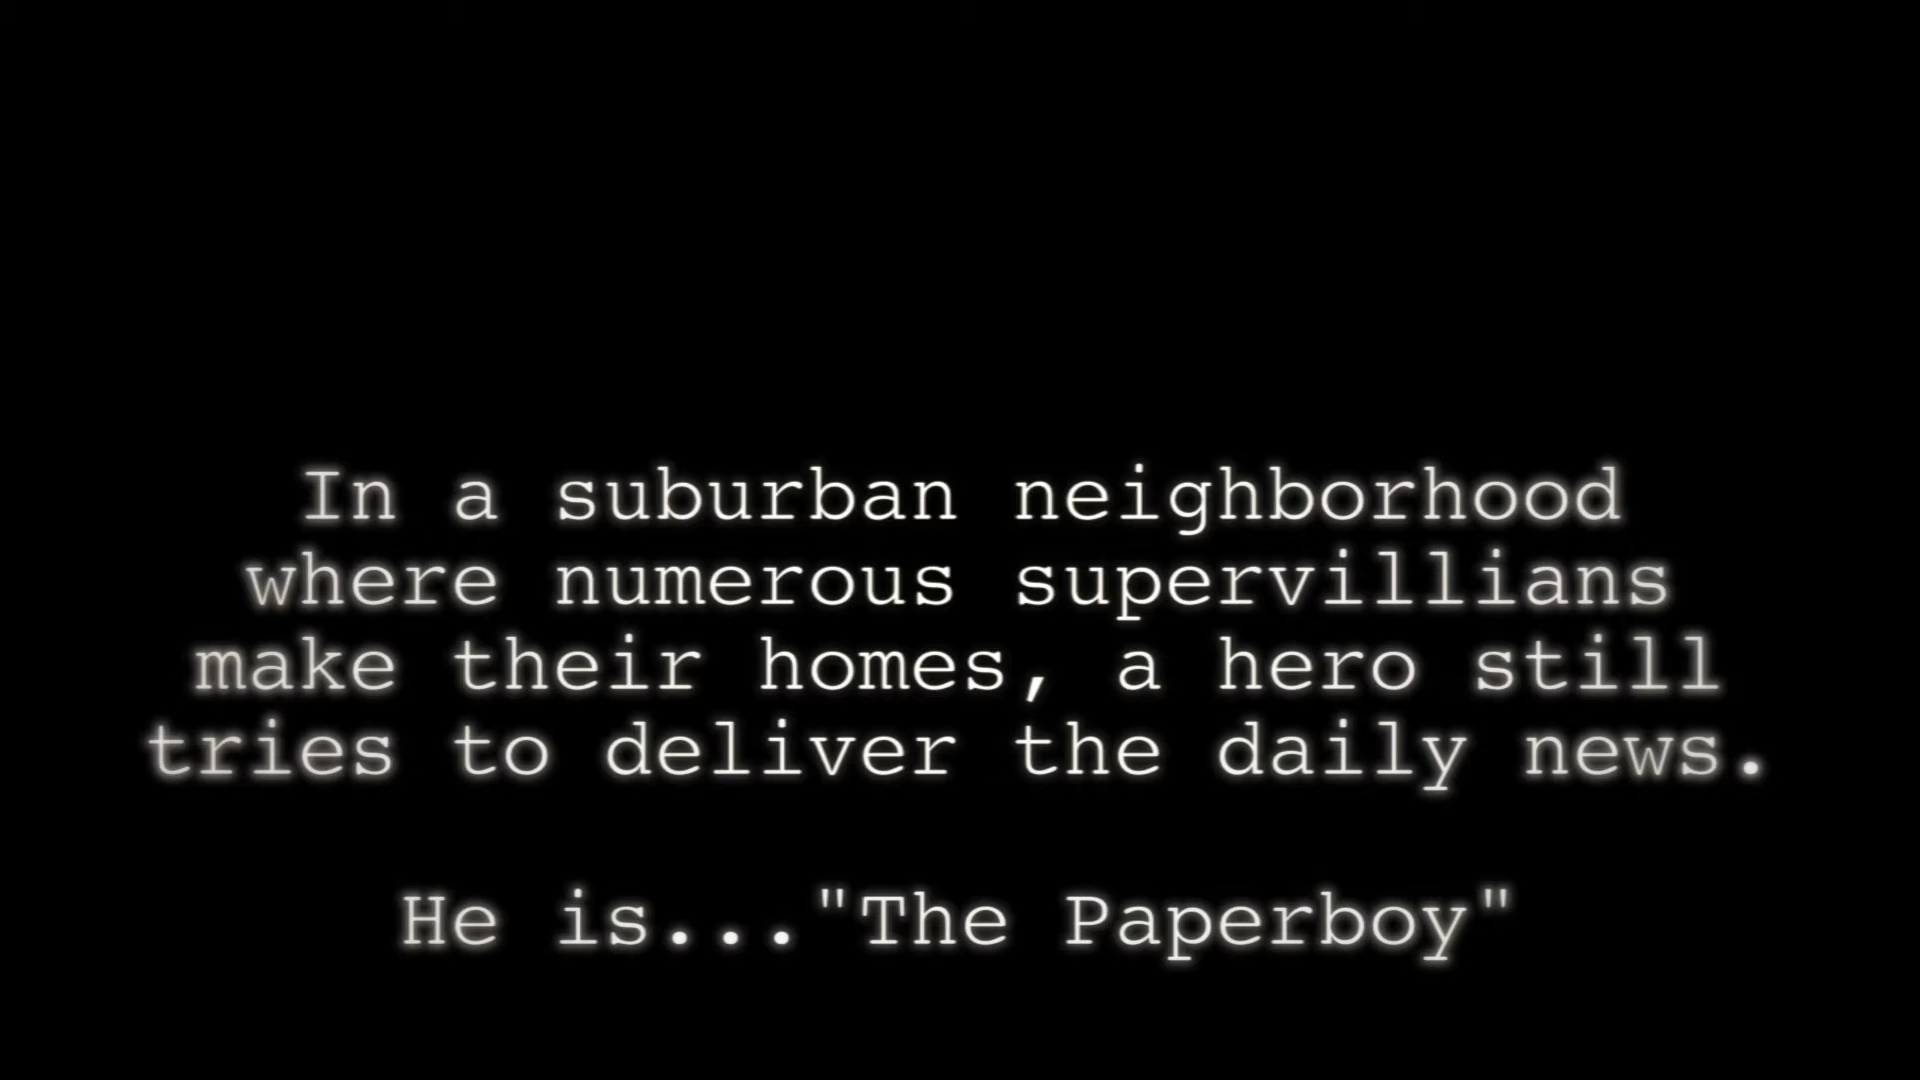 In a suburban neighborhood
where numerous supervillians
make their homes, a hero still
tries to deliver the daily news.
He is..."The Paperboy"